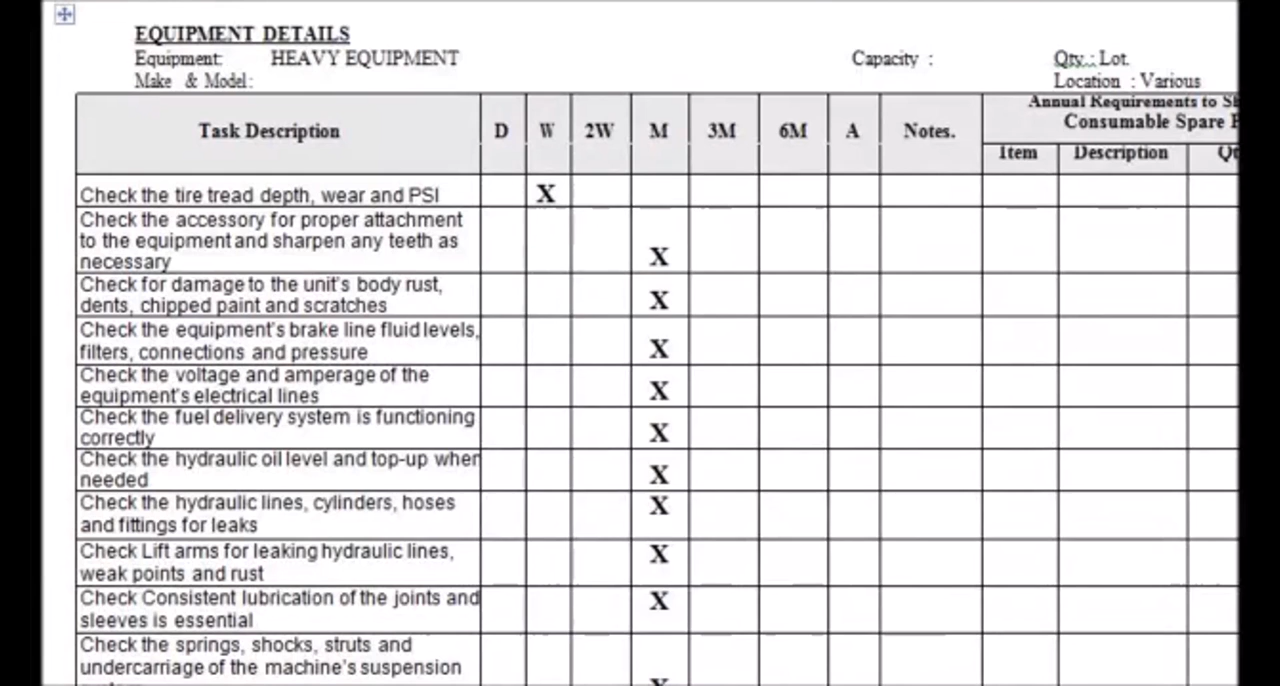 EQUIPMENT DETAILS
Equipment: HEAVY EQUIPMENT Capacity : Qty.: Lot.
Make & Model: Location : Various
Annual Requirements to
Task Description D W 2W M 3M 6M A Notes. Consumable Spare
Item Description
Check the tire tread depth, wear and PSI X
Check the accessory for proper attachment
to the equipment and sharpen any teeth as
necessary X
Check for damage to the unit's body rust,
dents, chipped paint and scratches X
Check the equipment's brake line fluid levels,
filters, connections and pressure X
Check the voltage and amperage of the
equipment's electrical lines X
Check the fuel delivery system is functioning
correctly X
Check the hydraulic oil level and top-up when
needed X
Check the hydraulic lines, cylinders, hoses X
and fittings for leaks
Check Lift arms for leaking hydraulic lines, X
weak points and rust
Check Consistent lubrication of the joints and X
sleeves is essential
Check the springs, shocks, struts and
undercarriage of the machine's suspension
X